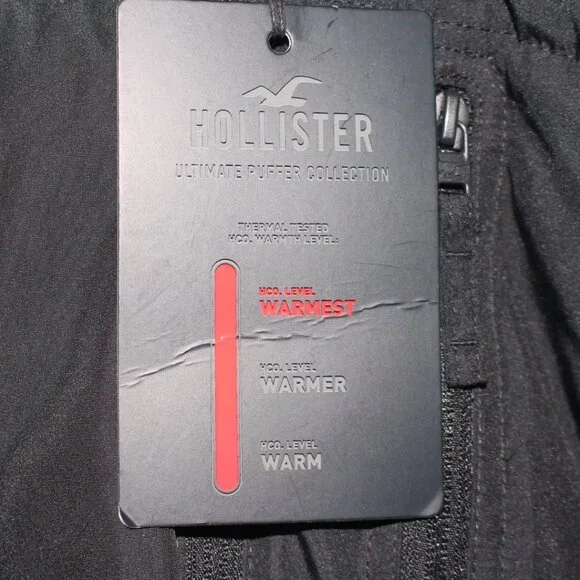 HOLLISTER
ULTIMATE PUFFER COLLECTION
THERMAL TESTED
HCO. WARMTH LEVEL:
HCO. LEVEL
WARMEST
HCO. LEVEL
WARMER
HCO. LEVEL
WARM